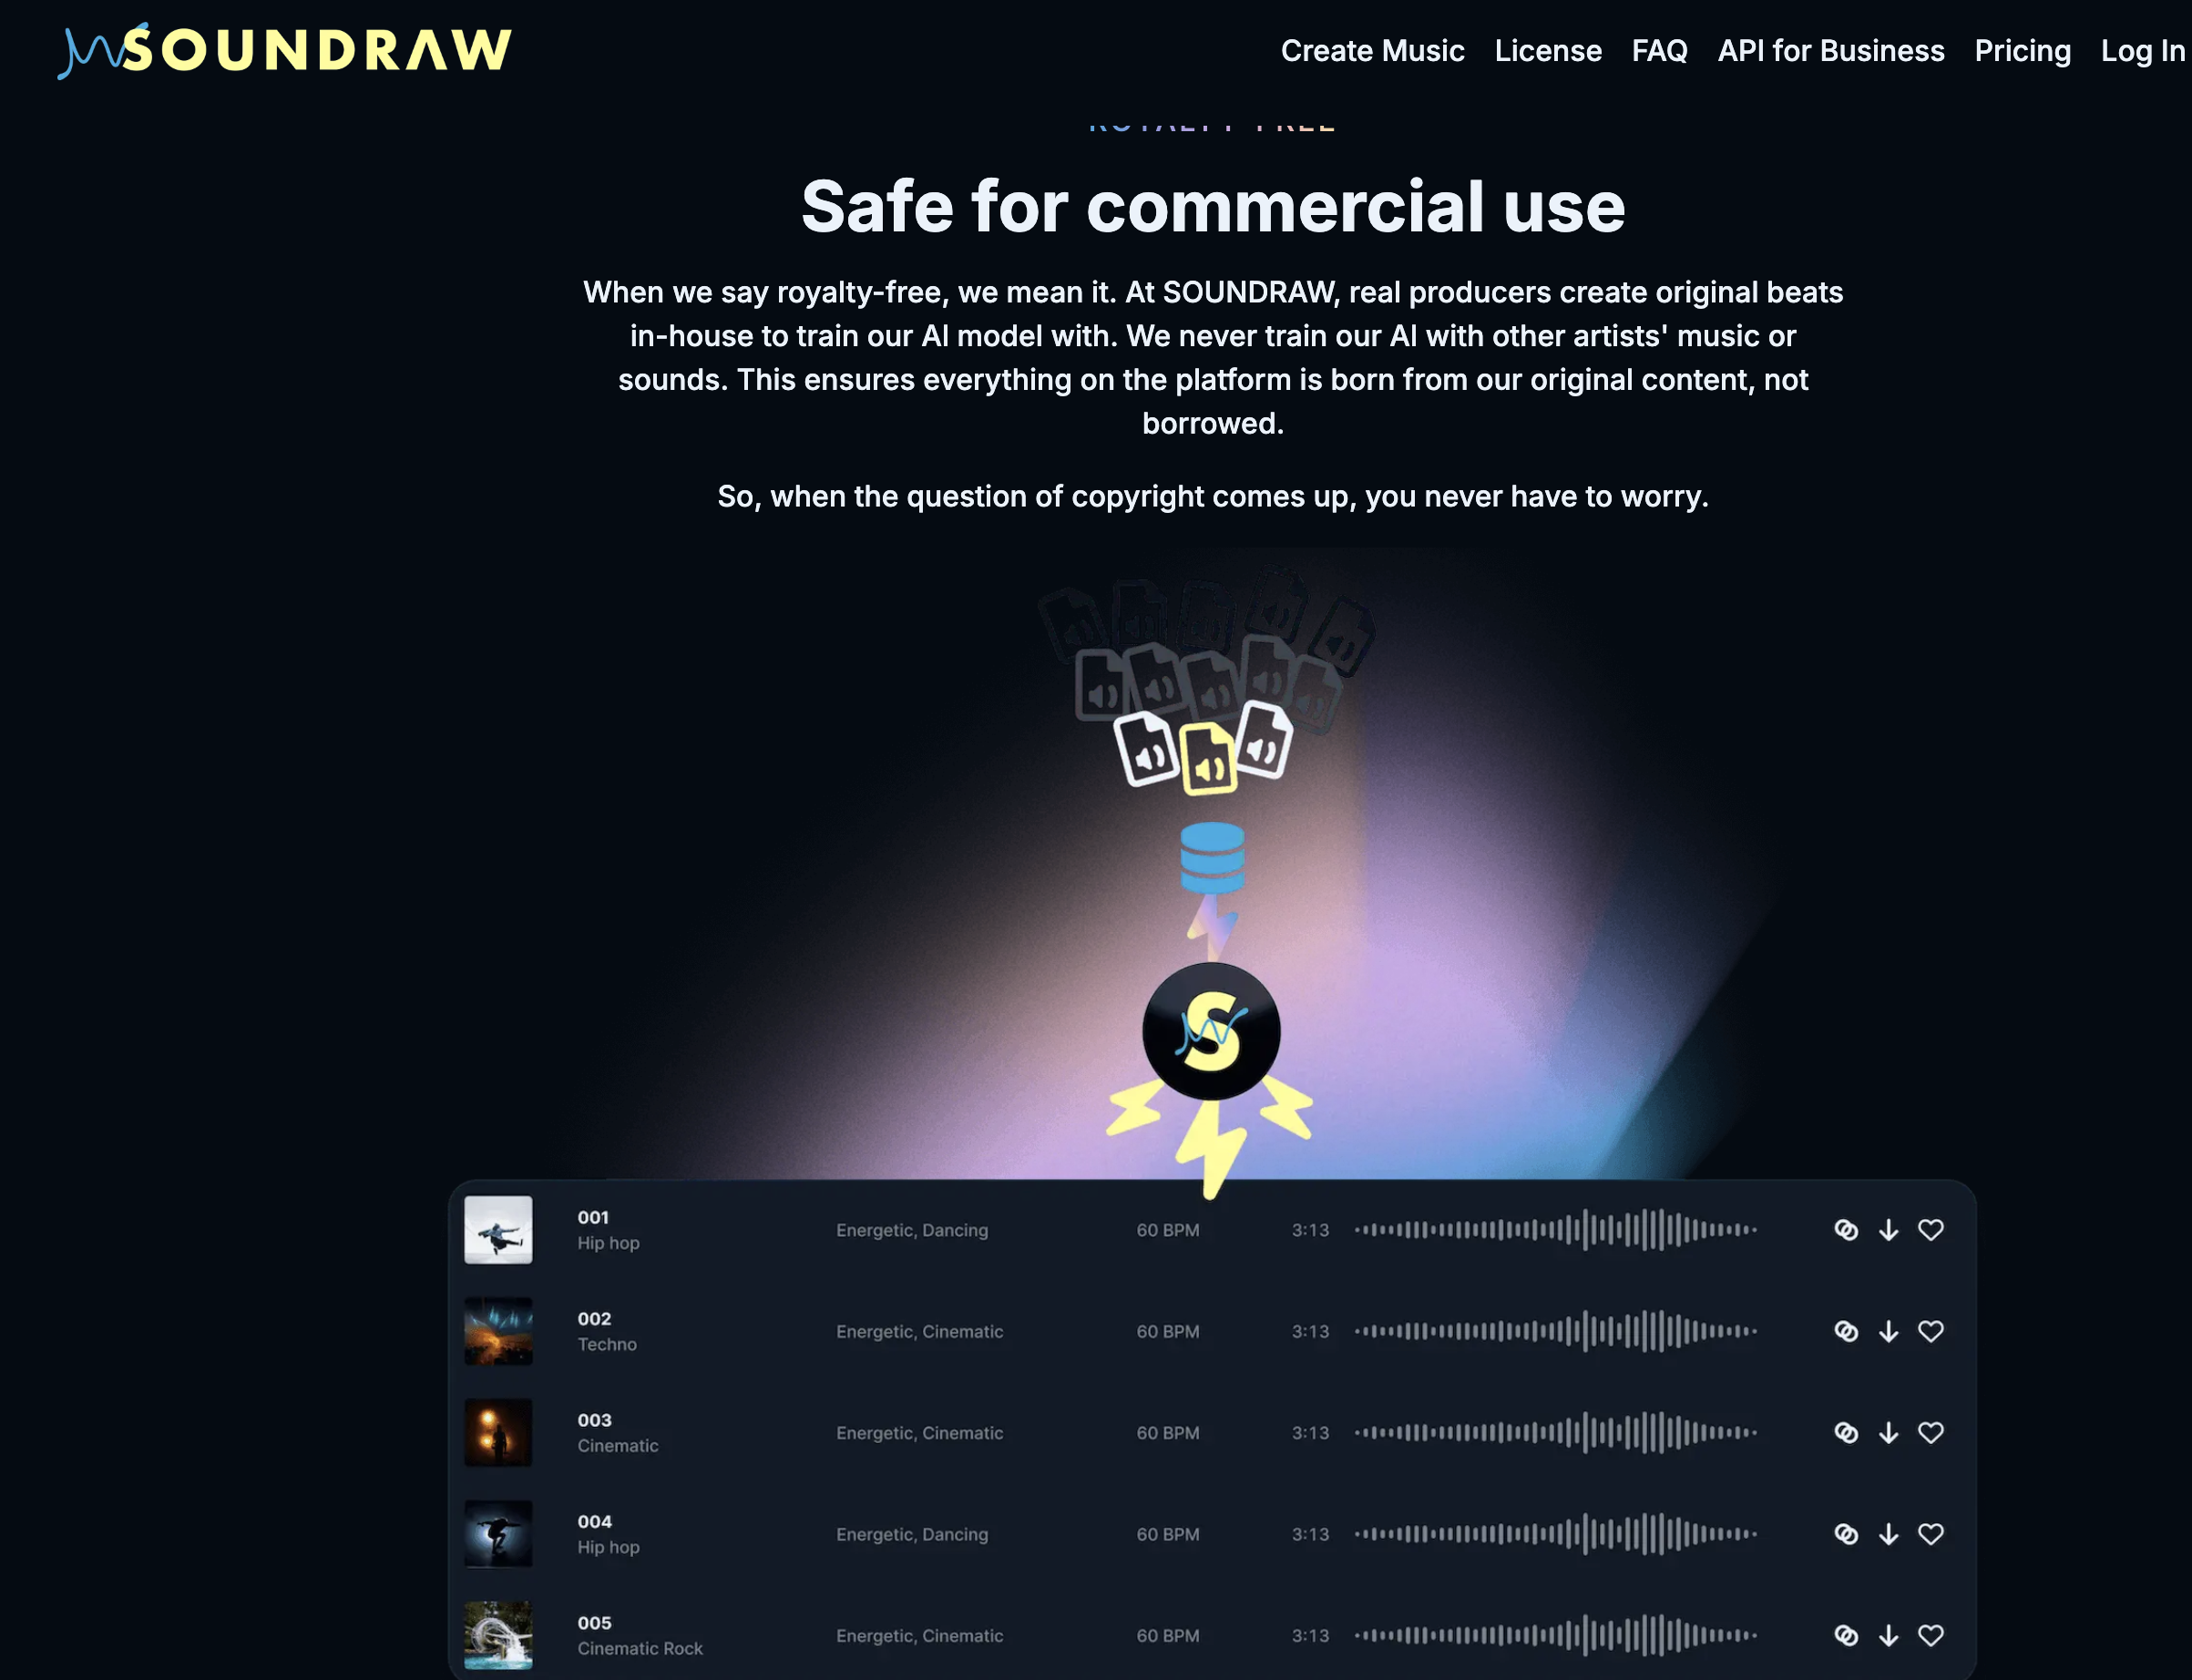 SOUNDRAW
Create Music License FAQ API for Business Pricing Log In
ROYALTY FREE
Safe for commercial use
When we say royalty-free, we mean it. At SOUNDRAW, real producers create original beats
in-house to train our AI model with. We never train our AI with other artists' music or
sounds. This ensures everything on the platform is born from our original content, not
borrowed.
So, when the question of copyright comes up, you never have to worry.
S
001
Hip hop
Energetic, Dancing 60 BPM 3:13
002
Techno
Energetic, Cinematic 60 BPM 3:13
003
Cinematic
Energetic, Cinematic 60 BPM 3:13
004
Hip hop
Energetic, Dancing 60 BPM 3:13
005
Cinematic Rock
Energetic, Cinematic 60 BPM 3:13